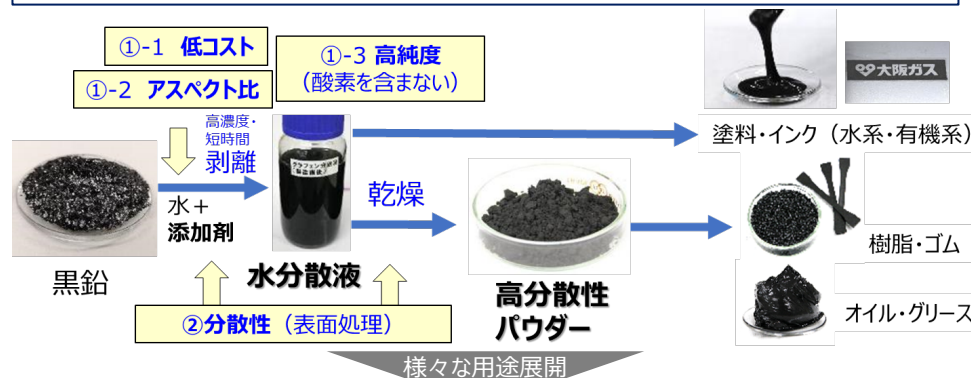 ①-1 低コスト
①-2 アスペクト比
①-3 高純度
（酸素を含まない）
高濃度・
短時間
剥離
水＋
添加剤
黒鉛
水分散液
乾燥
高分散性
パウダー
大阪ガス
塗料・インク（水系・有機系）
樹脂・ゴム
オイル・グリース
②分散性（表面処理）
様々な用途展開